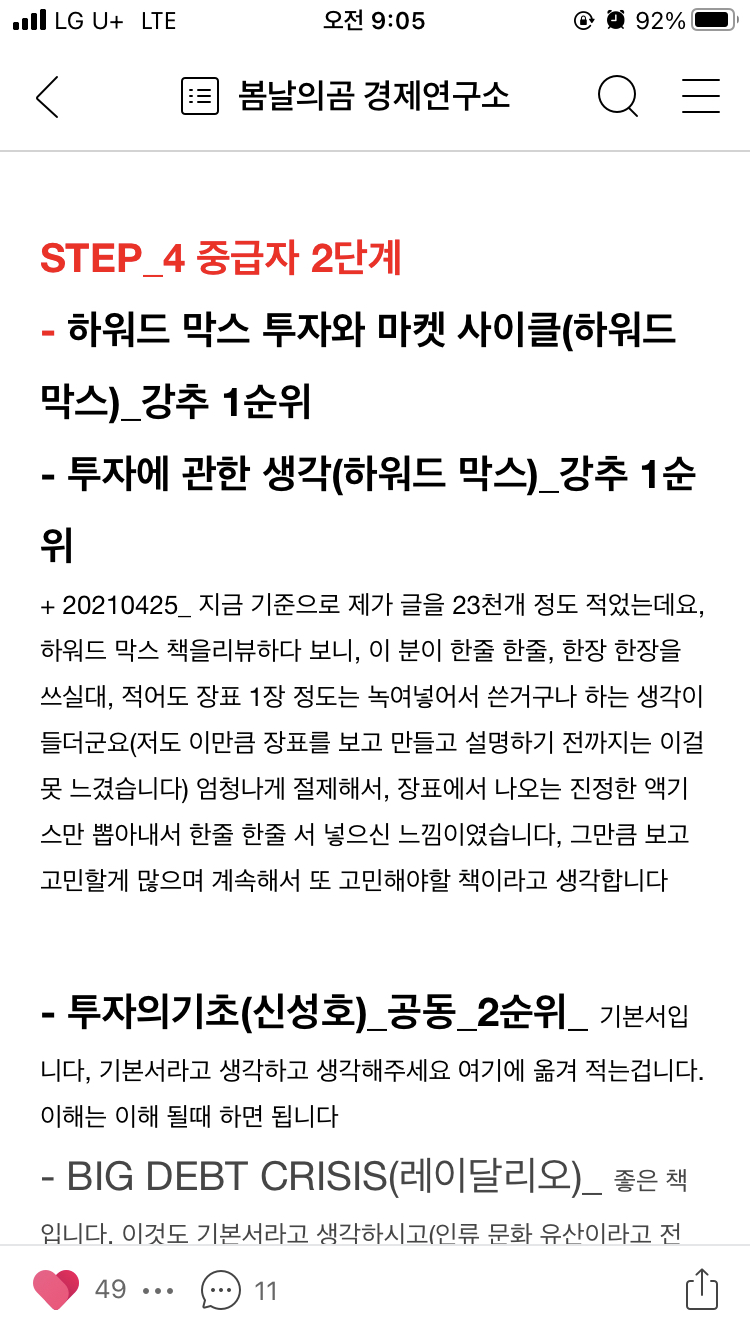 LG U+ LTE 오전 9:05 92%
봄날의곰 경제연구소
STEP_4 중급자 2단계
- 하워드 막스 투자와 마켓 사이클(하워드
막스)_강추 1순위
- 투자에 관한 생각(하워드 막스)_강추 1순
위
+ 20210425_ 지금 기준으로 제가 글을 23천개 정도 적었는데요,
하워드 막스 책을리뷰하다 보니, 이 분이 한줄 한줄, 한장 한장을
쓰실대, 적어도 장표 1장 정도는 녹여넣어서 쓴거구나 하는 생각이
들더군요(저도 이만큼 장표를 보고 만들고 설명하기 전까지는 이걸
못 느겼습니다) 엄청나게 절제해서, 장표에서 나오는 진정한 액기
스만 뽑아내서 한줄 한줄 서 넣으신 느낌이였습니다, 그만큼 보고
고민할게 많으며 계속해서 또 고민해야할 책이라고 생각합니다
- 투자의기초(신성호)_공동_2순위_ 기본서입
니다, 기본서라고 생각하고 생각해주세요 여기에 옮겨 적는겁니다.
이해는 이해 될때 하면 됩니다
- BIG DEBT CRISIS(레이달리오)_ 좋은 책
입니다. 이것도 기본서라고 생각하시고(인류 문화 유산이라고 전
49 11